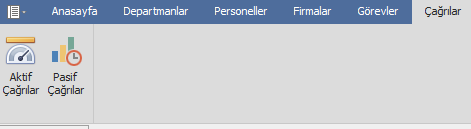 Anasayfa Departmanlar Personeller Firmalar Görevler Çağrılar
Aktif Pasif
Çağrılar Çağrılar